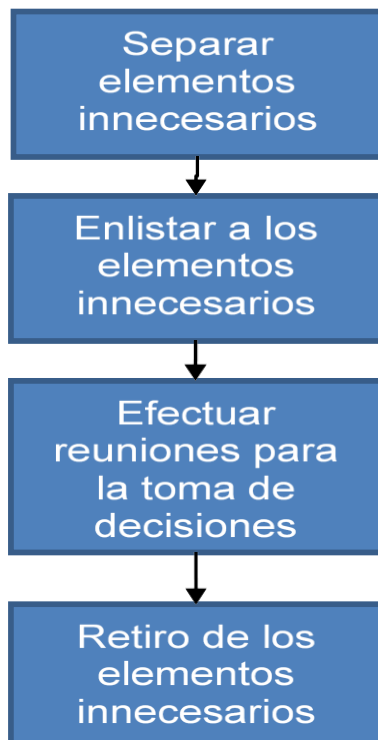 Separar
elementos
innecesarios
Enlistar a los
elementos
innecesarios
Efectuar
reuniones para
la toma de
decisiones
Retiro de los
elementos
innecesarios